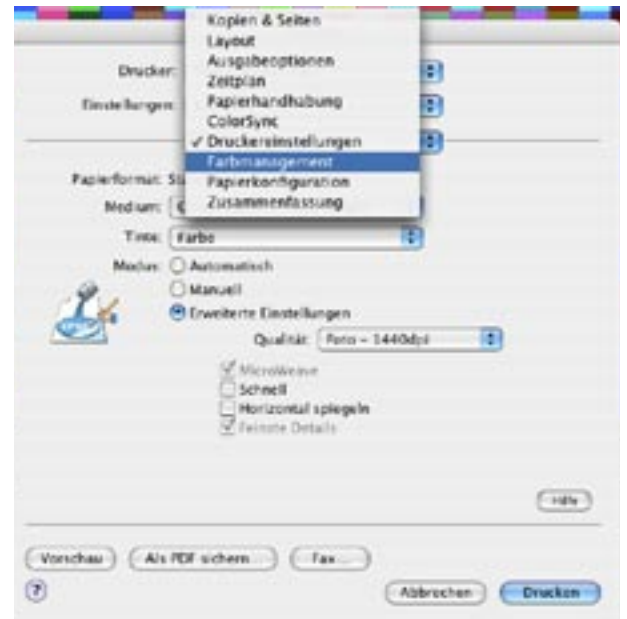 Kopien & Seiten
Layout
Ausgabeoptionen
Zeitplan
Papierhandhabung
ColorSync
✓ Druckereinstellungen
Farbmanagement
Papierkonfiguration
Zusammenfassung
Drucker:
Einstellungen:
Papierformat:
Medium:
Tinte: Farbe
Modus: Automatisch
Manuell
Erweiterte Einstellungen
Qualität: Foto - 1440dpi
MicroWeave
Schnell
Horizontal spiegeln
Feinste Details
Hilfe
Vorschau Als PDF sichern... Fax...
? Abbrechen Drucken